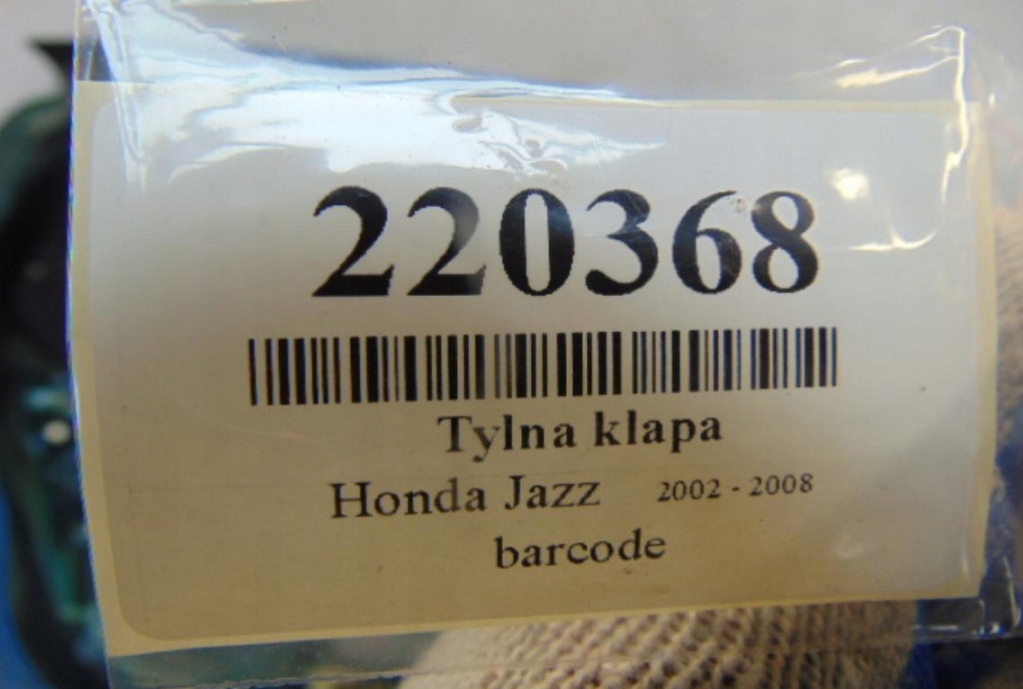 220368
Tylna klapa
Honda Jazz 2002 - 2008
barcode